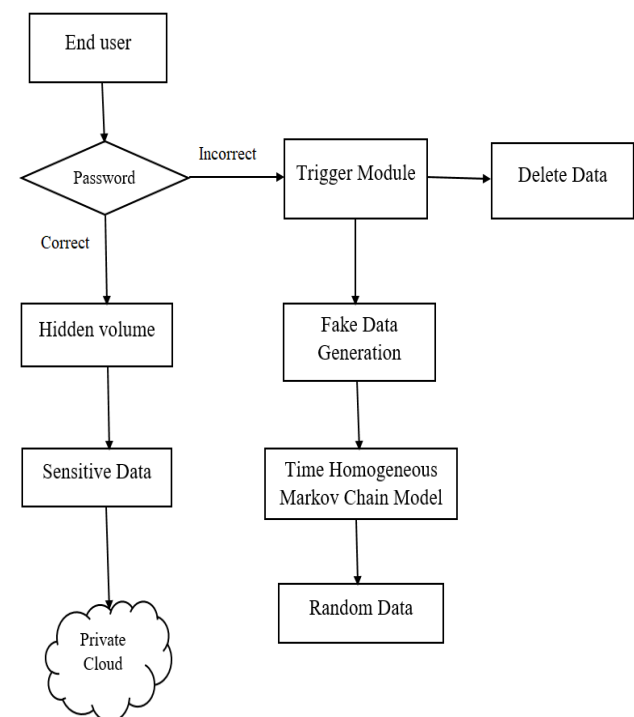 End user
Incorrect
Password
Trigger Module
Delete Data
Correct
Hidden volume
Fake Data
Generation
Sensitive Data
Time Homogeneous
Markov Chain Model
Random Data
Private
Cloud